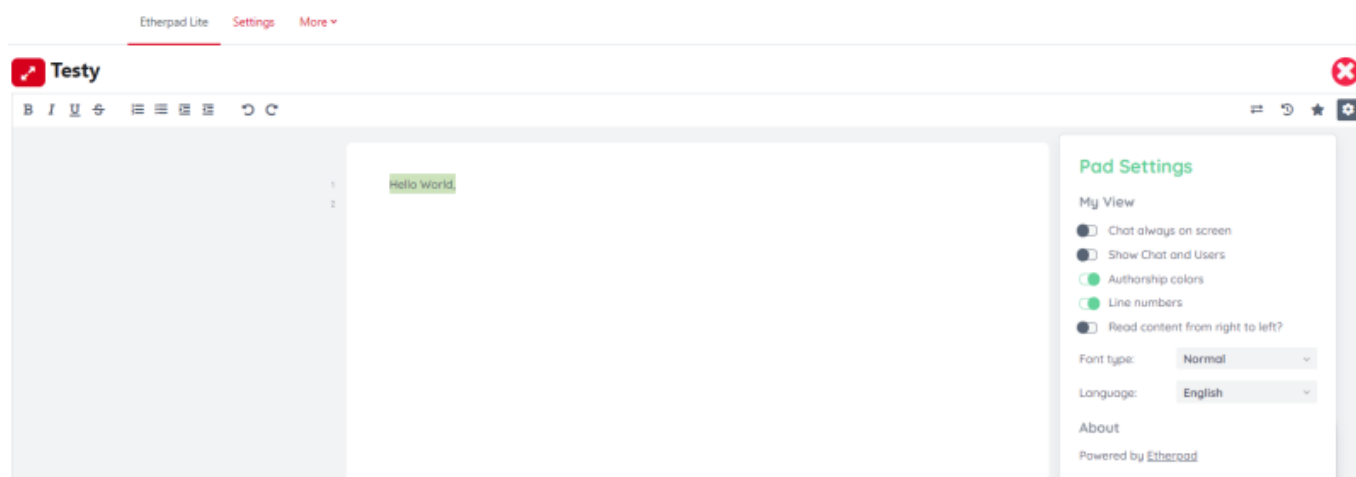 Etherpad Lite Settings More
Testy
B I U S
1 Hello World.
2
Pad Settings
My View
Chat always on screen
Show Chat and Users
Authorship colors
Line numbers
Read content from right to left?
Font type: Normal
Language: English
About
Powered by Etherpad